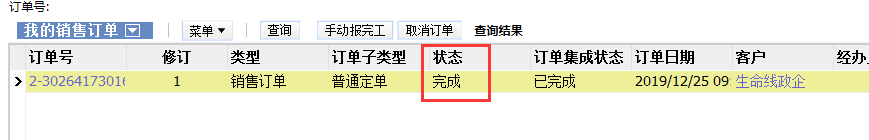 订单号:
我的销售订单 菜单 查询 手动报完工 取消订单 查询结果
订单号 修订 类型 订单子类型 状态 订单集成状态 订单日期 客户 经办
2-30264173016 1 销售订单 普通定单 完成 已完成 2019/12/25 09: 生命线政企